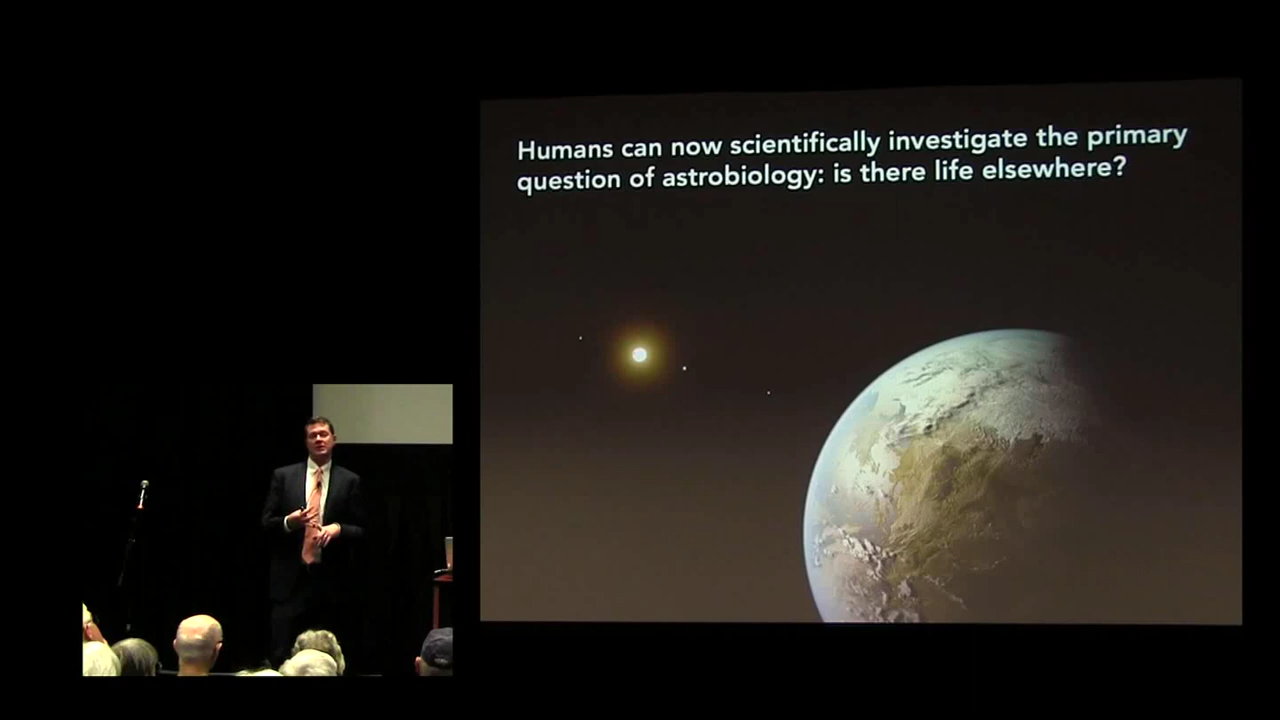 Humans can now scientifically investigate the primary
question of astrobiology: is there life elsewhere?